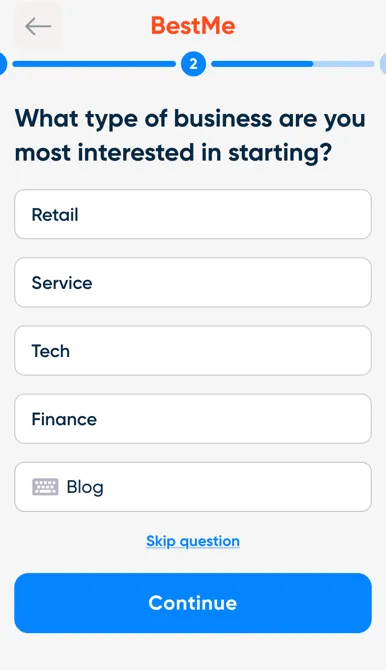 BestMe
2
What type of business are you
most interested in starting?
Retail
Service
Tech
Finance
Blog
Skip question
Continue